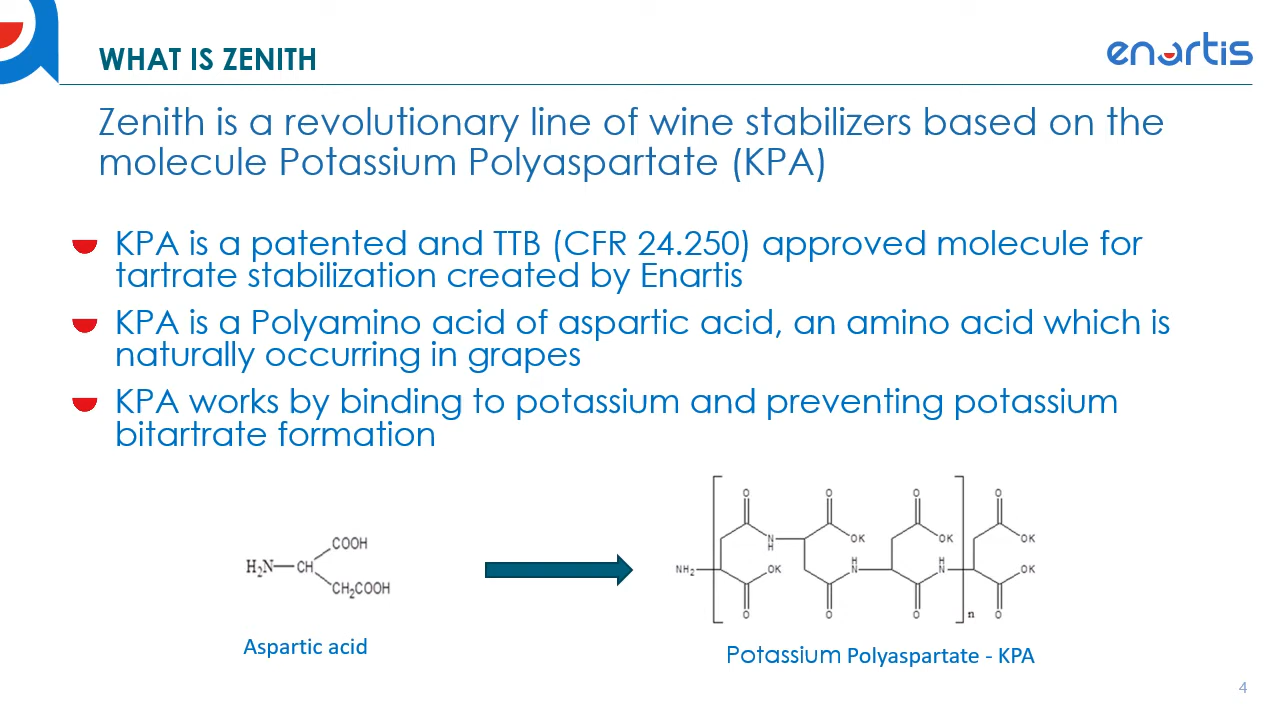 WHAT IS ZENITH
enartis
Zenith is a revolutionary line of wine stabilizers based on the
molecule Potassium Polyaspartate (KPA)
KPA is a patented and TTB (CFR 24.250) approved molecule for
tartrate stabilization created by Enartis
KPA is a Polyamino acid of aspartic acid, an amino acid which is
naturally occurring in grapes
KPA works by binding to potassium and preventing potassium
bitartrate formation
COOH
H₂N—CH
CH₂COOH
Aspartic acid
O O O O
OK OK OK
N
H
NH₂ OK N
H H
N OK
O O O O
n
Potassium Polyaspartate - KPA
4